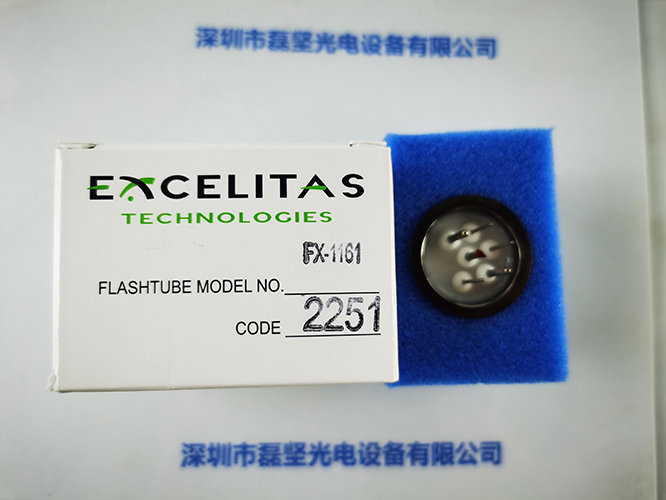 深圳市磊坚光电设备有限公司
EXCELITAS
TECHNOLOGIES
FX-1161
FLASHTUBE MODEL NO.
CODE 2251
深圳市磊坚光电设备有限公司